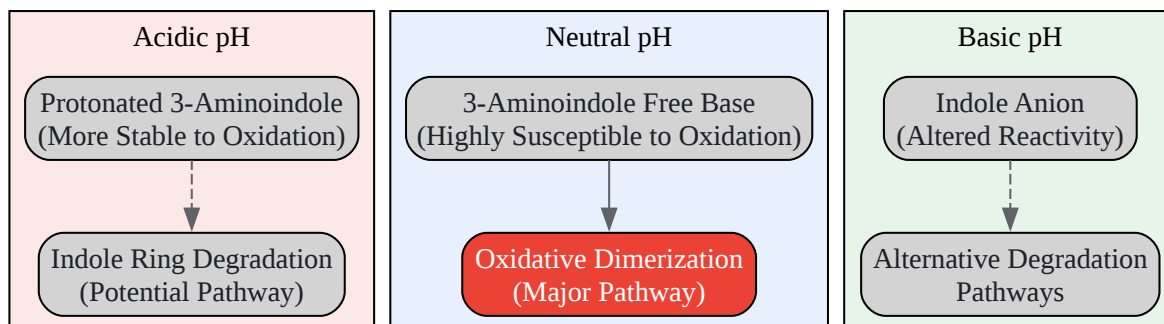 Acidic pH
Protonated 3-Aminoindole
(More Stable to Oxidation)
Indole Ring Degradation
(Potential Pathway)
Neutral pH
3-Aminoindole Free Base
(Highly Susceptible to Oxidation)
Oxidative Dimerization
(Major Pathway)
Basic pH
Indole Anion
(Altered Reactivity)
Alternative Degradation
Pathways